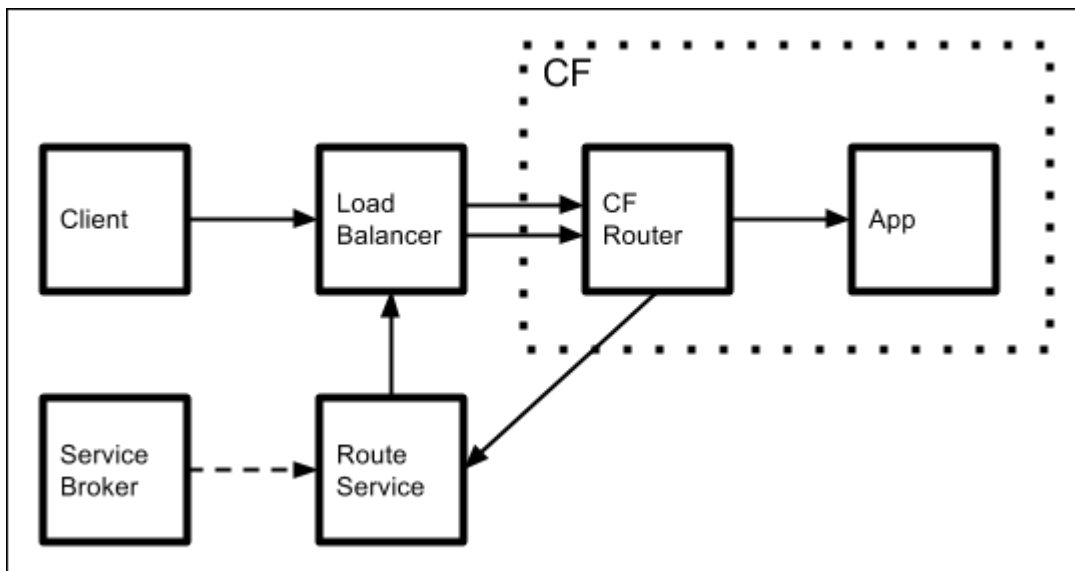 CF
Client
Load
Balancer
CF
Router
App
Service
Broker
Route
Service